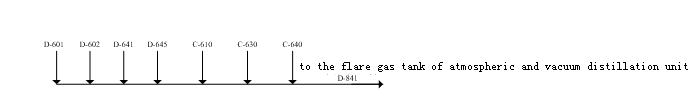 D-601 D-602 D-641 D-645 C-610 C-630 C-640
to the flare gas tank of atmospheric and vacuum distillation unit
D-841